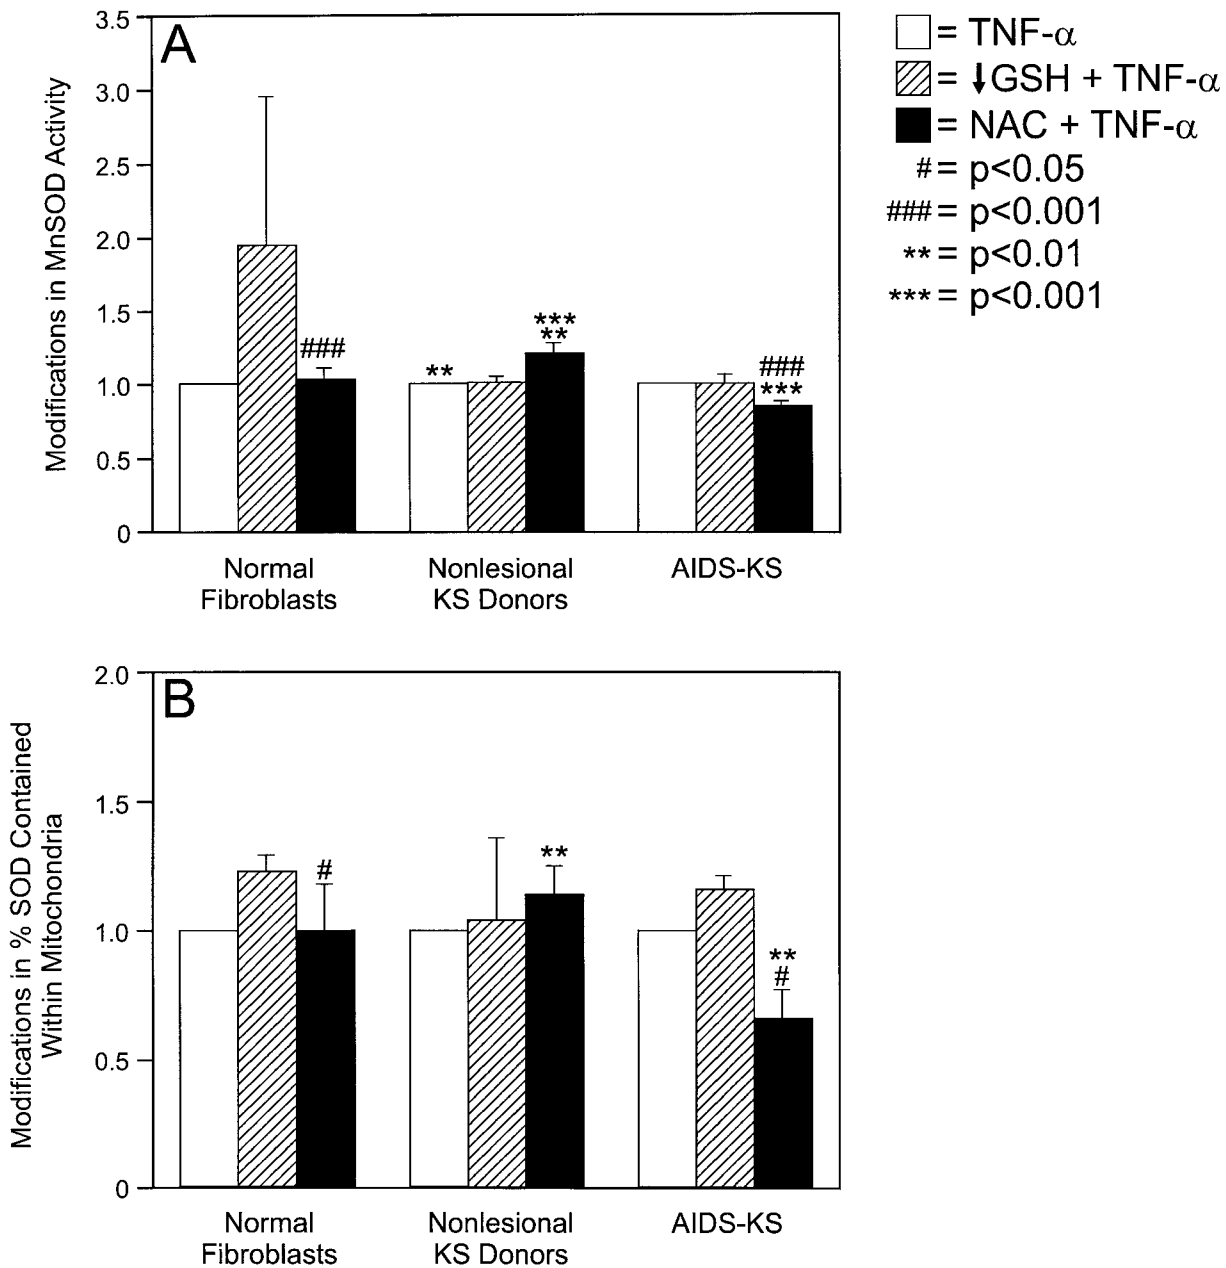 A
3.5
3.0
2.5
2.0
1.5
1.0
0.5
0
Modifications in MnSOD Activity
###
**
***
**
###
***
Normal
Fibroblasts
Nonlesional
KS Donors
AIDS-KS
= TNF-α
= ↓GSH + TNF-α
= NAC + TNF-α
# = p<0.05
### = p<0.001
** = p<0.01
*** = p<0.001
B
2.0
1.5
1.0
0.5
0
Modifications in % SOD Contained
Within Mitochondria
#
**
**
#
Normal
Fibroblasts
Nonlesional
KS Donors
AIDS-KS